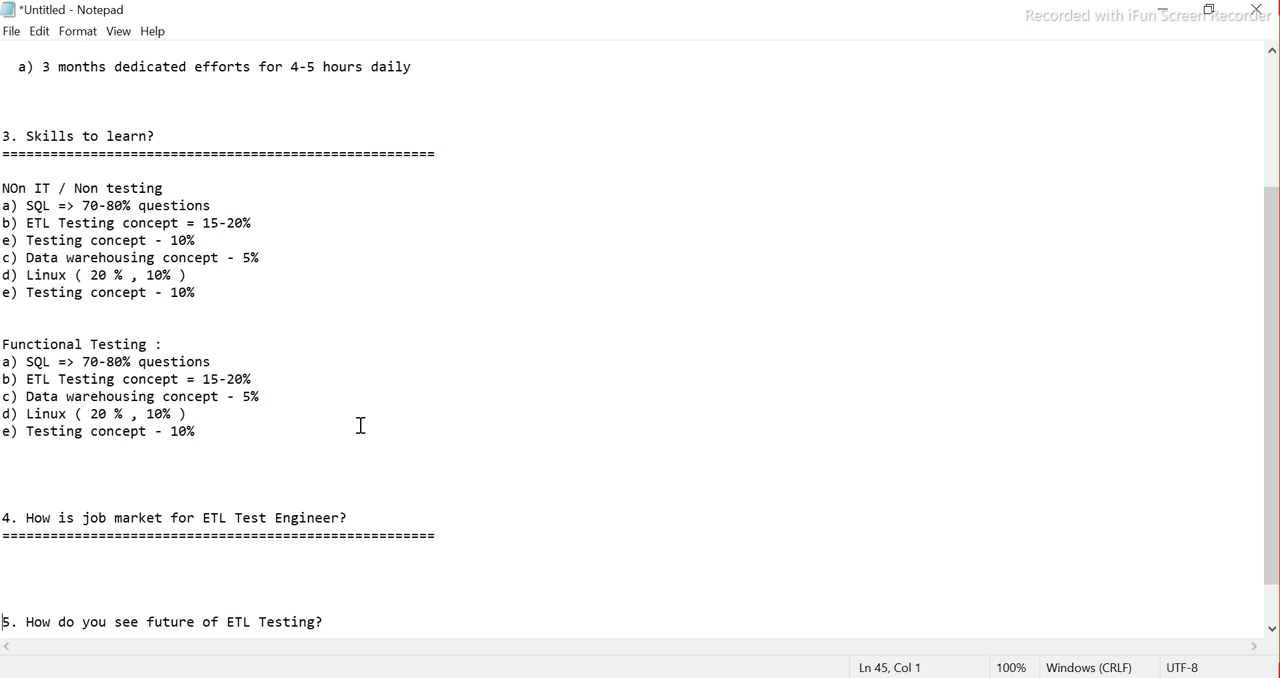 *Untitled - Notepad
Recorded with iFun Screen Recorder
File Edit Format View Help
a) 3 months dedicated efforts for 4-5 hours daily
3. Skills to learn?
======================================================
NOn IT / Non testing
a) SQL => 70-80% questions
b) ETL Testing concept = 15-20%
e) Testing concept - 10%
c) Data warehousing concept - 5%
d) Linux ( 20 % , 10% )
e) Testing concept - 10%
Functional Testing :
a) SQL => 70-80% questions
b) ETL Testing concept = 15-20%
c) Data warehousing concept - 5%
d) Linux ( 20 % , 10% )
e) Testing concept - 10%
4. How is job market for ETL Test Engineer?
======================================================
5. How do you see future of ETL Testing?
Ln 45, Col 1 100% Windows (CRLF) UTF-8